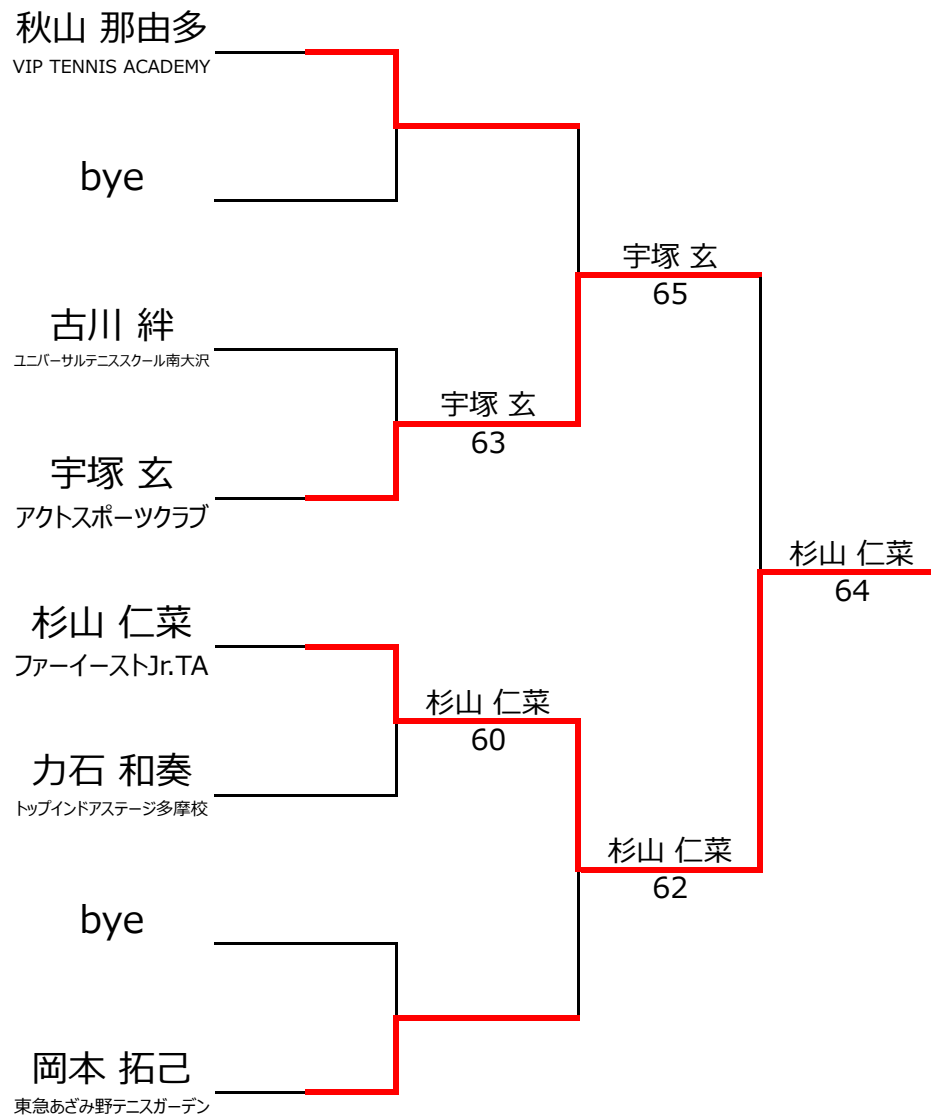 秋山 那由多
VIP TENNIS ACADEMY
bye
宇塚 玄
65
古川 絆
ユニバーサルテニススクール南大沢
宇塚 玄
63
宇塚 玄
アクトスポーツクラブ
杉山 仁菜
64
杉山 仁菜
ファーイーストJr.TA
杉山 仁菜
60
力石 和奏
トップインドアステージ多摩校
杉山 仁菜
62
bye
岡本 拓己
東急あざみ野テニスガーデン